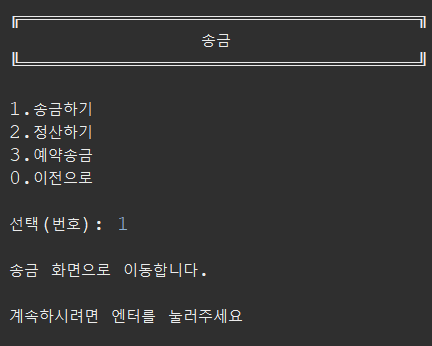 송금
1.송금하기
2.정산하기
3.예약송금
0.이전으로
선택(번호): 1
송금 화면으로 이동합니다.
계속하시려면 엔터를 눌러주세요